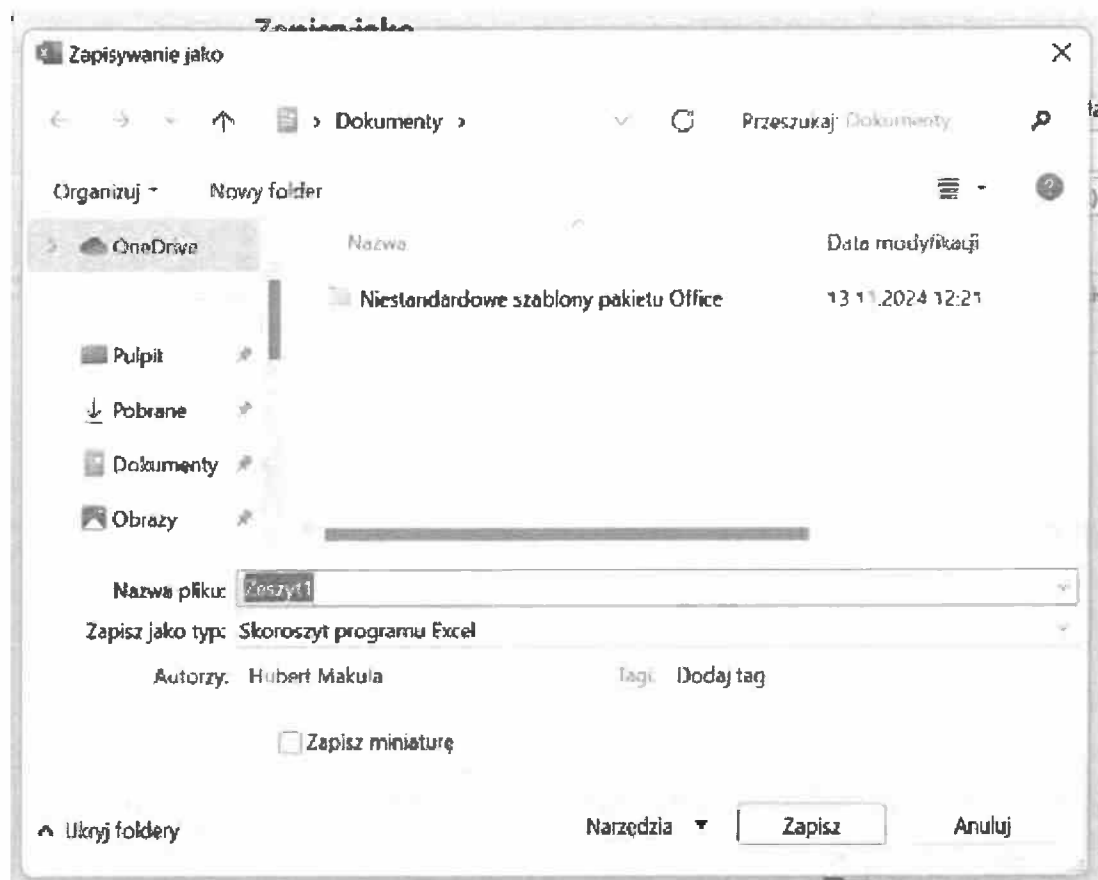 Zapisz jako
Zapisywanie jako
Dokumenty
Przeszukaj: Dokumenty
Organizuj
Nowy folder
OneDrive
Nazwa
Data modyfikacji
Niestandardowe szablony pakietu Office
13.11.2024 12:21
Pulpit
Pobrane
Dokumenty
Obrazy
Nazwa pliku: Zeszyt1
Zapisz jako typ: Skoroszyt programu Excel
Autorzy: Hubert Makula
Tagi: Dodaj tag
Zapisz miniaturę
Ukryj foldery
Narzędzia
Zapisz
Anuluj